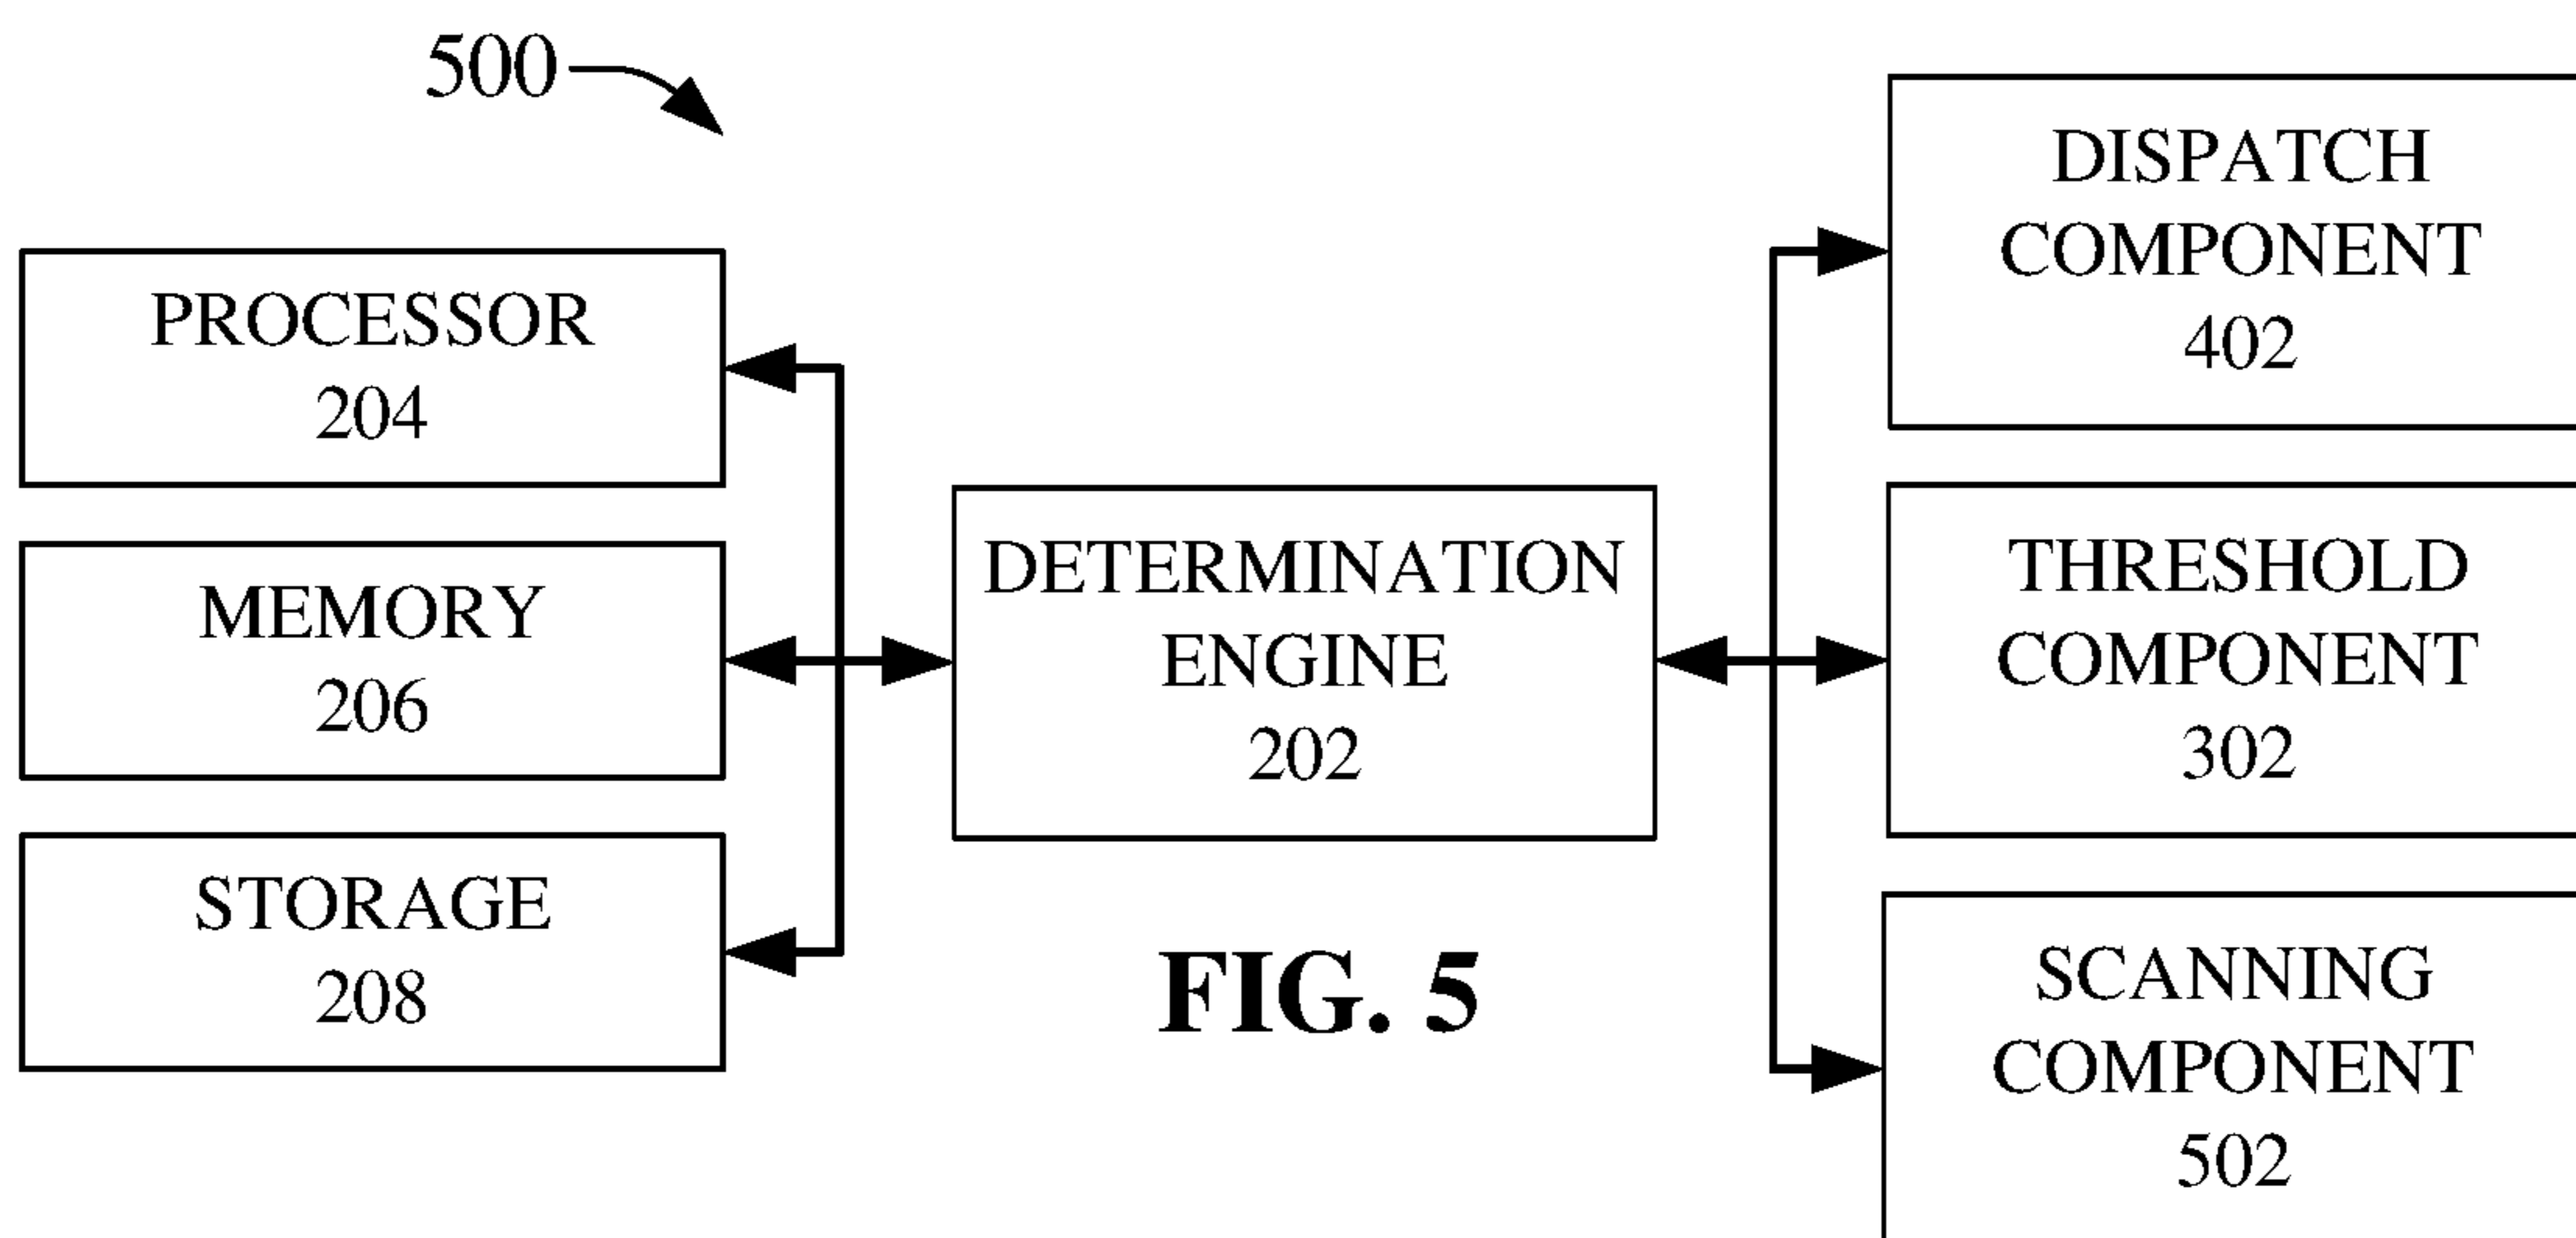 500
PROCESSOR
204
MEMORY
206
STORAGE
208
DETERMINATION
ENGINE
202
DISPATCH
COMPONENT
402
THRESHOLD
COMPONENT
302
SCANNING
COMPONENT
502
FIG. 5